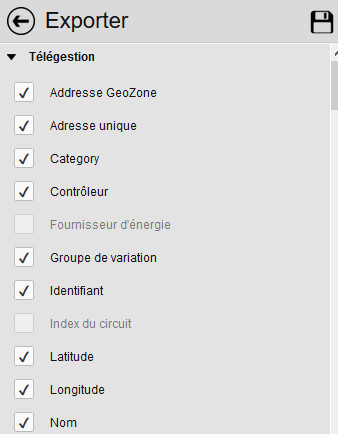 Exporter
Télégestion
Addresse GeoZone
Adresse unique
Category
Contrôleur
Fournisseur d'énergie
Groupe de variation
Identifiant
Index du circuit
Latitude
Longitude
Nom